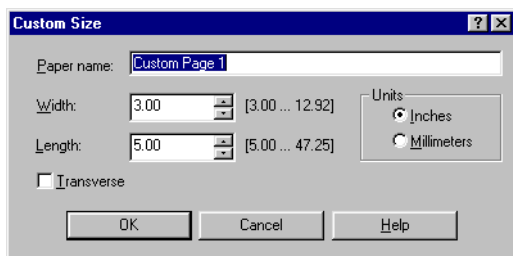 Custom Size
Paper name: Custom Page 1
Width: 3.00 [3.00 ... 12.92]
Units
Inches
Length: 5.00 [5.00 ... 47.25]
Millimeters
Transverse
OK Cancel Help